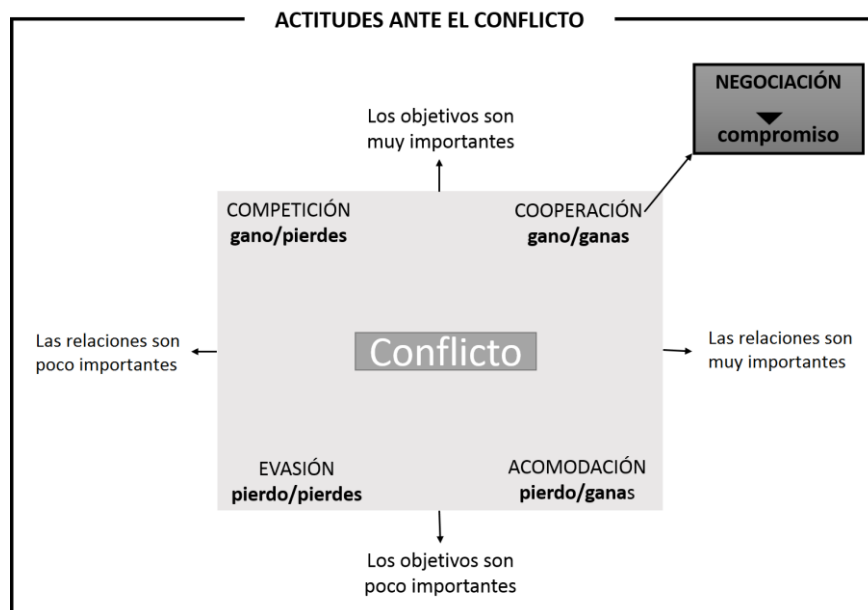 ACTITUDES ANTE EL CONFLICTO
NEGOCIACIÓN
compromiso
Los objetivos son
muy importantes
COMPETICIÓN
gano/pierdes
COOPERACIÓN
gano/ganas
Las relaciones son
poco importantes
Conflicto
Las relaciones son
muy importantes
EVASIÓN
pierdo/pierdes
ACOMODACIÓN
pierdo/ganas
Los objetivos son
poco importantes